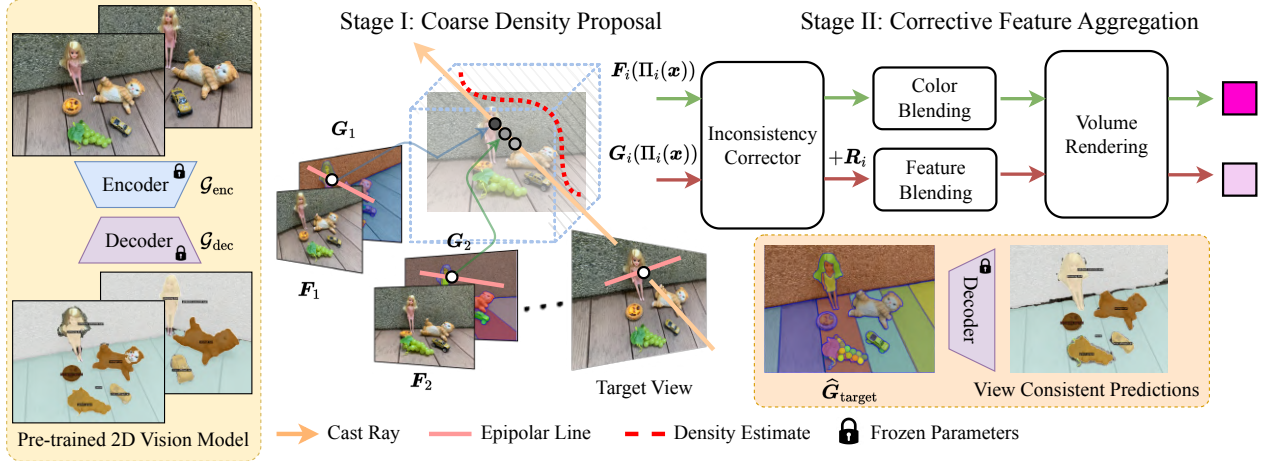 Stage I: Coarse Density Proposal
Stage II: Corrective Feature Aggregation
Encoder
𝒢enc
Decoder
𝒢dec
Pre-trained 2D Vision Model
G1
F1
G2
F2
Target View
Fi(Πi(x))
Gi(Πi(x))
Inconsistency
Corrector
+Ri
Color
Blending
Feature
Blending
Volume
Rendering
Ĝtarget
Decoder
View Consistent Predictions
Cast Ray
Epipolar Line
Density Estimate
Frozen Parameters